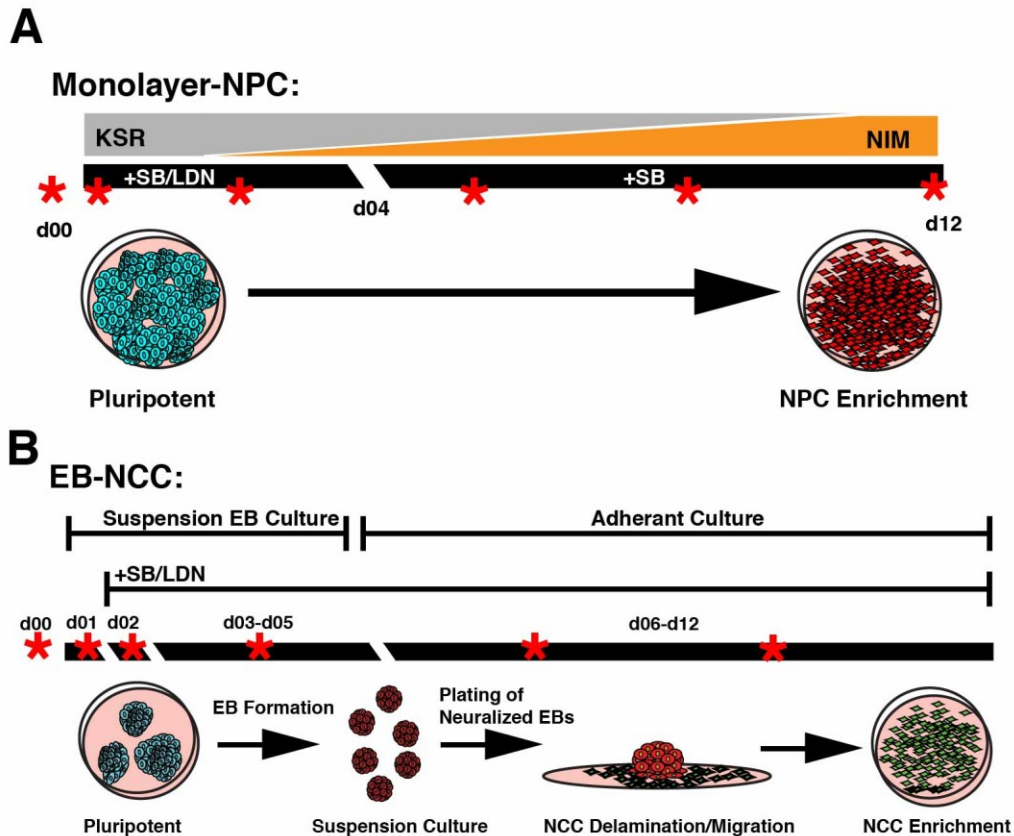 A
Monolayer-NPC:
KSR
NIM
+SB/LDN
+SB
d00
d04
d12
Pluripotent
NPC Enrichment
B
EB-NCC:
Suspension EB Culture
Adherant Culture
+SB/LDN
d00
d01
d02
d03-d05
d06-d12
EB Formation
Plating of
Neuralized EBs
Pluripotent
Suspension Culture
NCC Delamination/Migration
NCC Enrichment